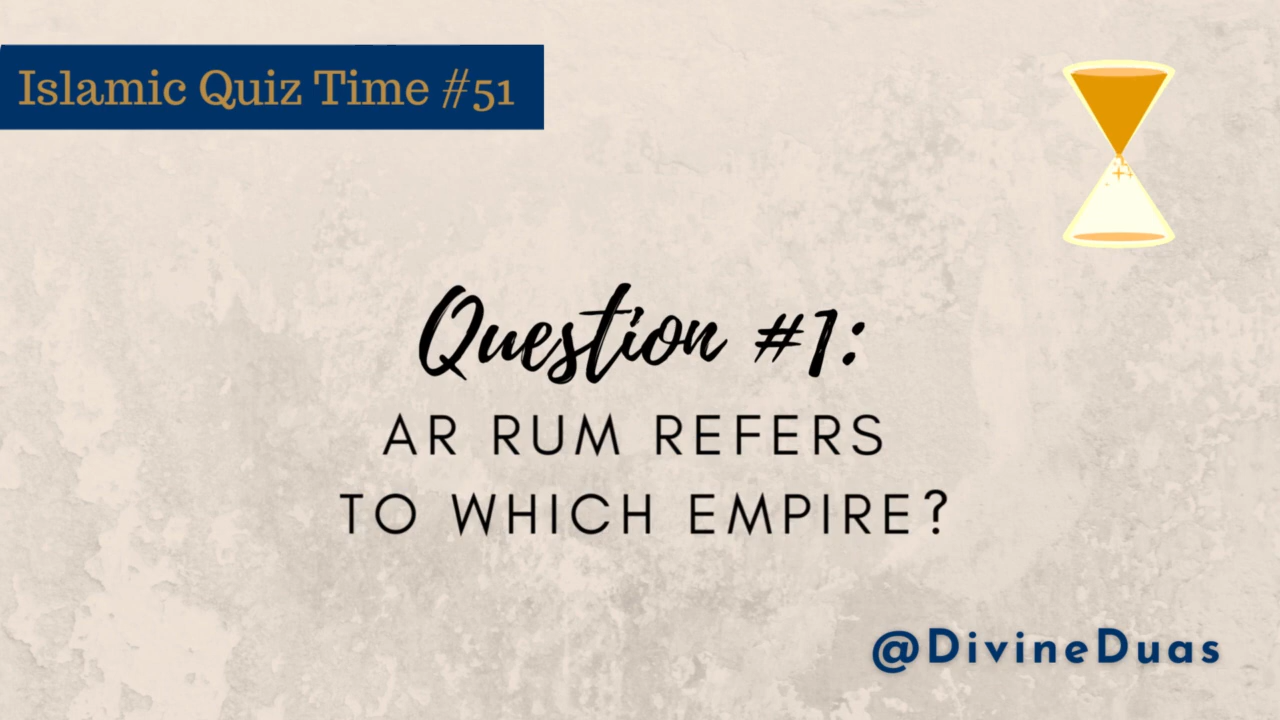 Islamic Quiz Time #51
Question #1:
AR RUM REFERS
TO WHICH EMPIRE?
@DivineDuas